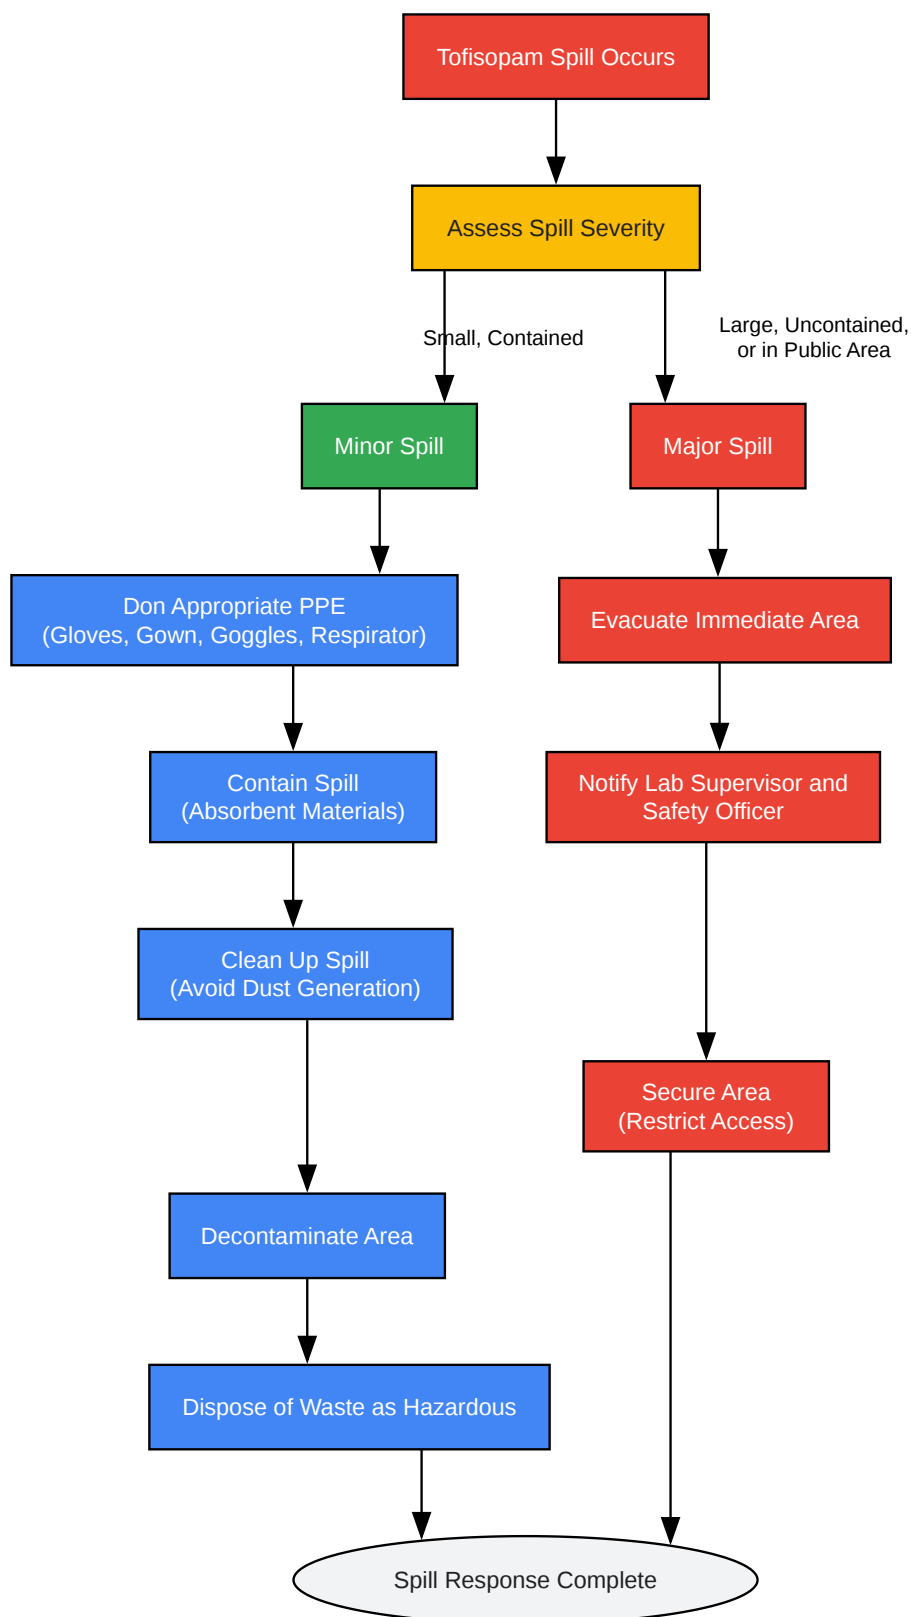 Tofisopam Spill Occurs
Assess Spill Severity
Small, Contained
Large, Uncontained,
or in Public Area
Minor Spill
Major Spill
Don Appropriate PPE
(Gloves, Gown, Goggles, Respirator)
Evacuate Immediate Area
Contain Spill
(Absorbent Materials)
Notify Lab Supervisor and
Safety Officer
Clean Up Spill
(Avoid Dust Generation)
Secure Area
(Restrict Access)
Decontaminate Area
Dispose of Waste as Hazardous
Spill Response Complete